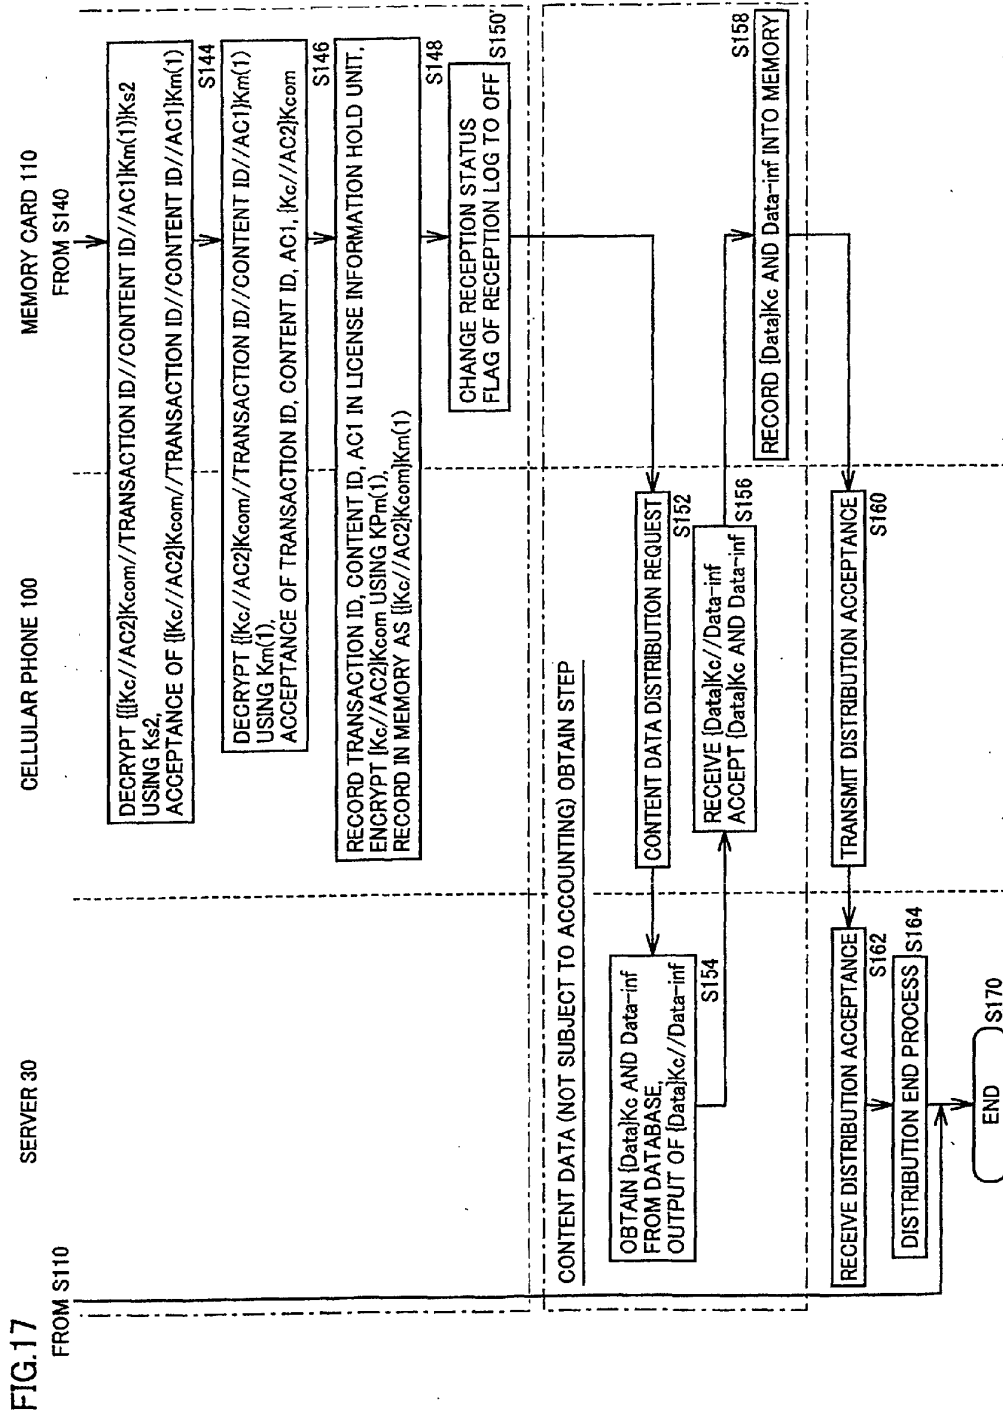 FIG.17
FROM S110
SERVER 30
CELLULAR PHONE 100
MEMORY CARD 110
FROM S140
DECRYPT {{{{Kc//AC2}Kcom//TRANSACTION ID//CONTENT ID//AC1}Km(1)}Ks2
USING Ks2,
ACCEPTANCE OF {{Kc//AC2}Kcom//TRANSACTION ID//CONTENT ID//AC1}Km(1)
S144
DECRYPT {{Kc//AC2}Kcom//TRANSACTION ID//CONTENT ID//AC1}Km(1)
USING Km(1),
ACCEPTANCE OF TRANSACTION ID, CONTENT ID, AC1, {Kc//AC2}Kcom
S146
RECORD TRANSACTION ID, CONTENT ID, AC1 IN LICENSE INFORMATION HOLD UNIT,
ENCRYPT {Kc//AC2}Kcom USING KPm(1),
RECORD IN MEMORY AS {{Kc//AC2}Kcom}Km(1)
S148
CHANGE RECEPTION STATUS
FLAG OF RECEPTION LOG TO OFF
S150'
CONTENT DATA (NOT SUBJECT TO ACCOUNTING) OBTAIN STEP
CONTENT DATA DISTRIBUTION REQUEST
S152
OBTAIN {Data}Kc AND Data-inf
FROM DATABASE,
OUTPUT OF {Data}Kc//Data-inf
S154
RECEIVE {Data}Kc//Data-inf
ACCEPT {Data}Kc AND Data-inf
S156
RECORD {Data}Kc AND Data-inf INTO MEMORY
S158
TRANSMIT DISTRIBUTION ACCEPTANCE
S160
RECEIVE DISTRIBUTION ACCEPTANCE
S162
DISTRIBUTION END PROCESS
S164
END
S170